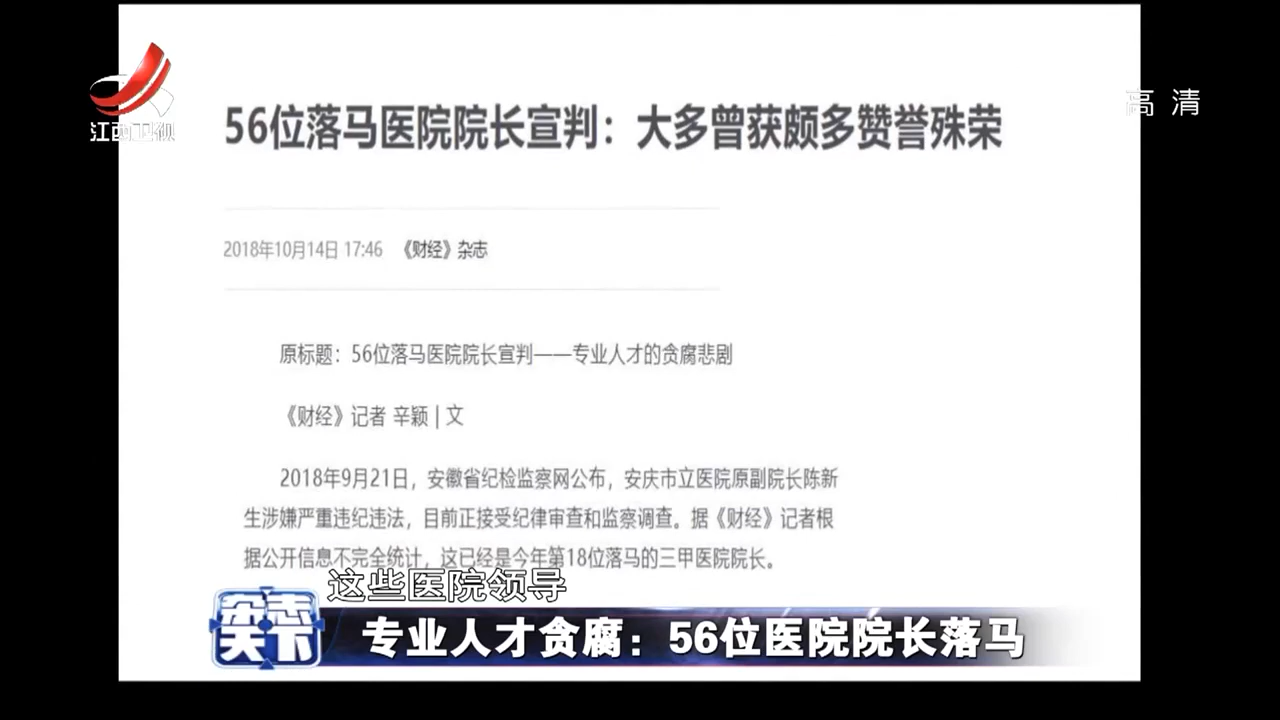 江西卫视
高 清
56位落马医院院长宣判：大多曾获颇多赞誉殊荣
2018年10月14日 17:46 《财经》杂志
原标题：56位落马医院院长宣判——专业人才的贪腐悲剧
《财经》记者 辛颖 | 文
2018年9月21日，安徽省纪检监察网公布，安庆市立医院原副院长陈新
生涉嫌严重违纪违法，目前正接受纪律审查和监察调查。据《财经》记者根
据公开信息不完全统计，这已经是今年第18位落马的三甲医院院长。
这些医院领导
杂志
天下
专业人才贪腐：56位医院院长落马